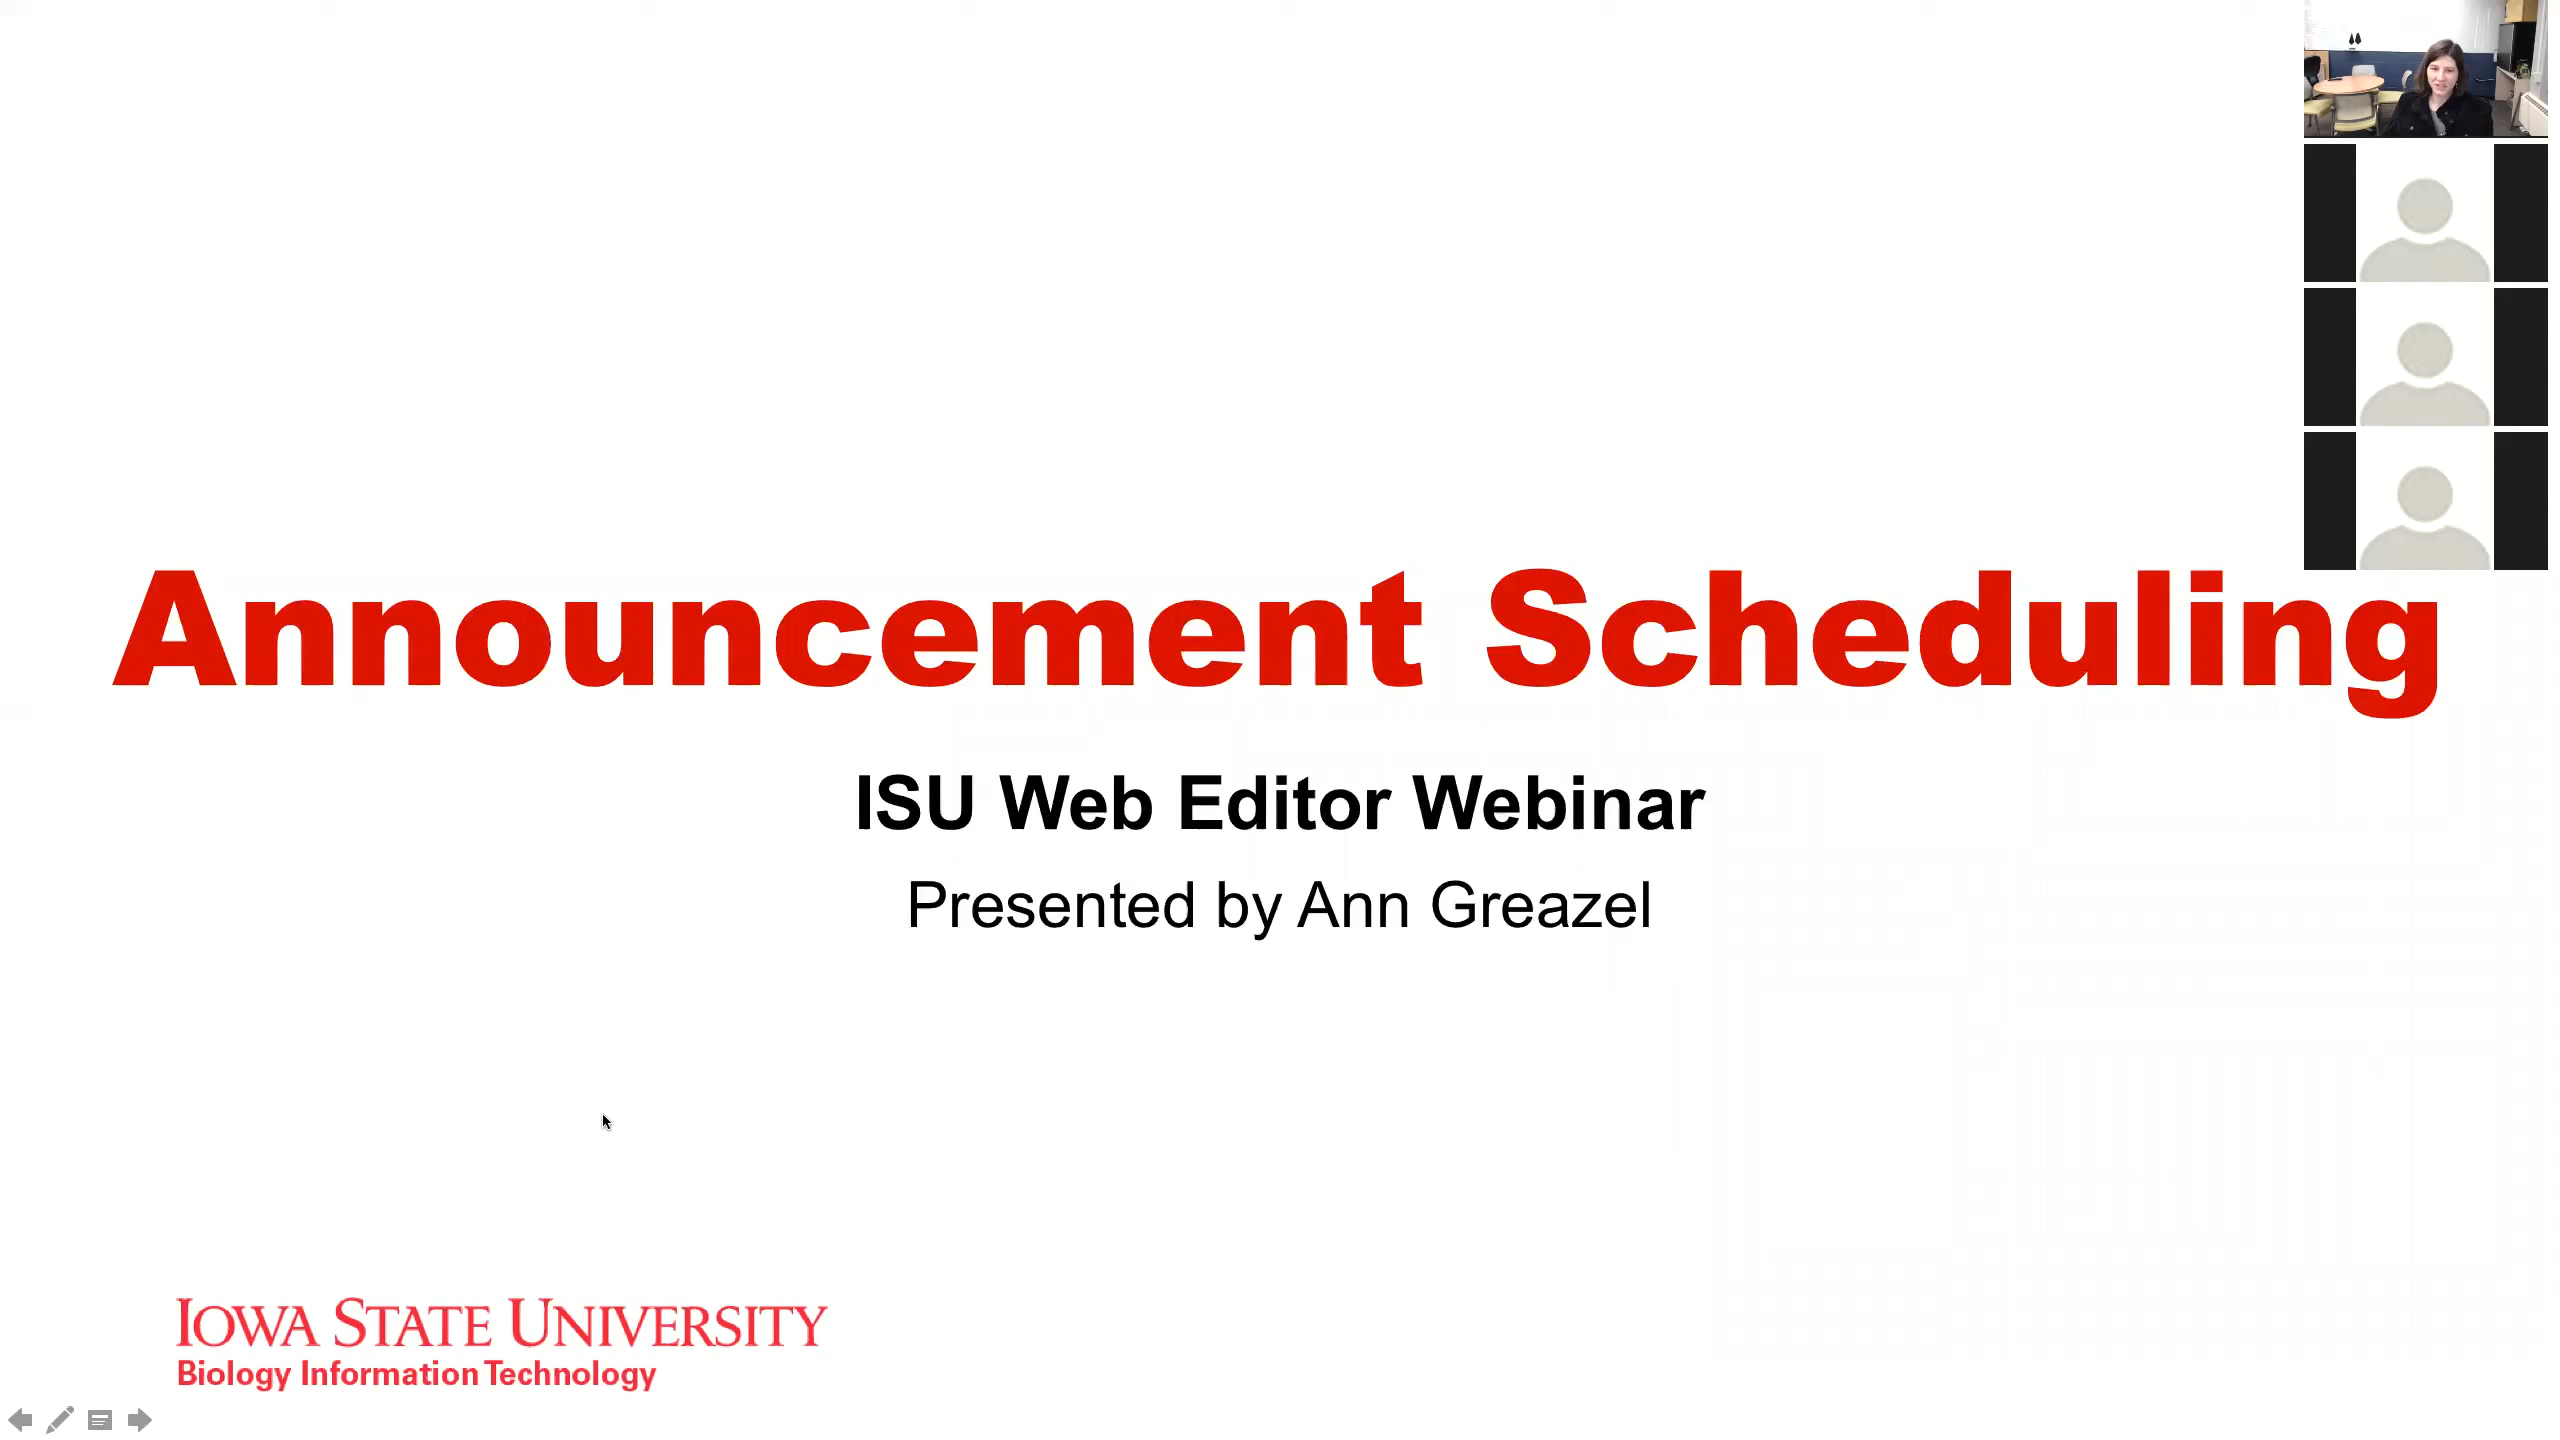 Announcement Scheduling
ISU Web Editor Webinar
Presented by Ann Greazel
IOWA STATE UNIVERSITY
Biology Information Technology